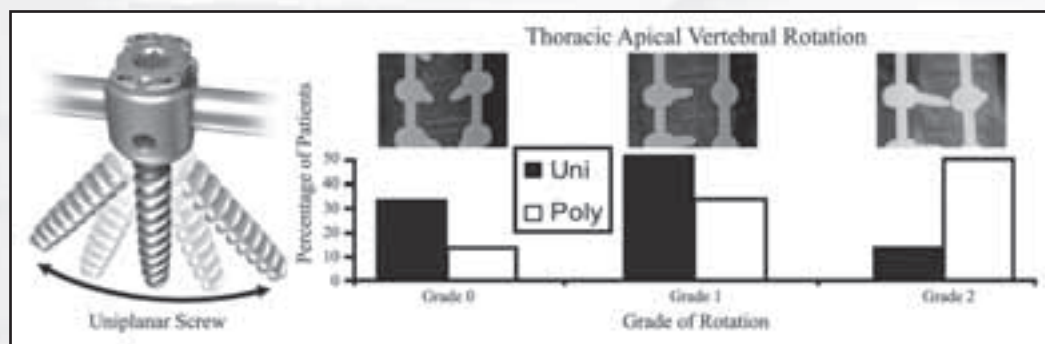 Thoracic Apical Vertebral Rotation
Percentage of Patients
50
40
30
20
10
0
Uni
Poly
Grade 0
Grade 1
Grade 2
Grade of Rotation
Uniplanar Screw